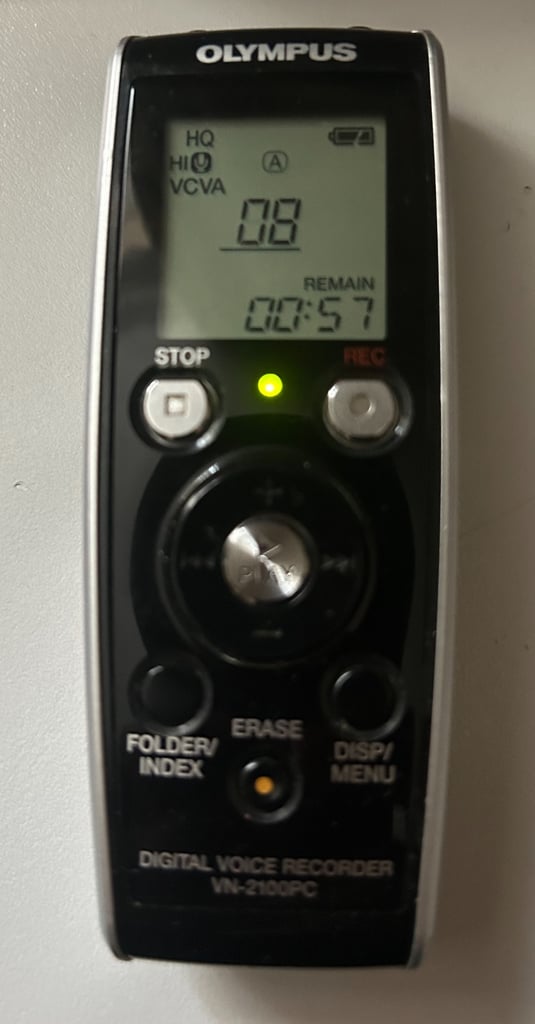 OLYMPUS
HQ
HI
Ⓐ
VCVA
08
REMAIN
00:57
STOP
REC
PLAY
FOLDER/
INDEX
ERASE
DISP/
MENU
DIGITAL VOICE RECORDER
VN-2100PC